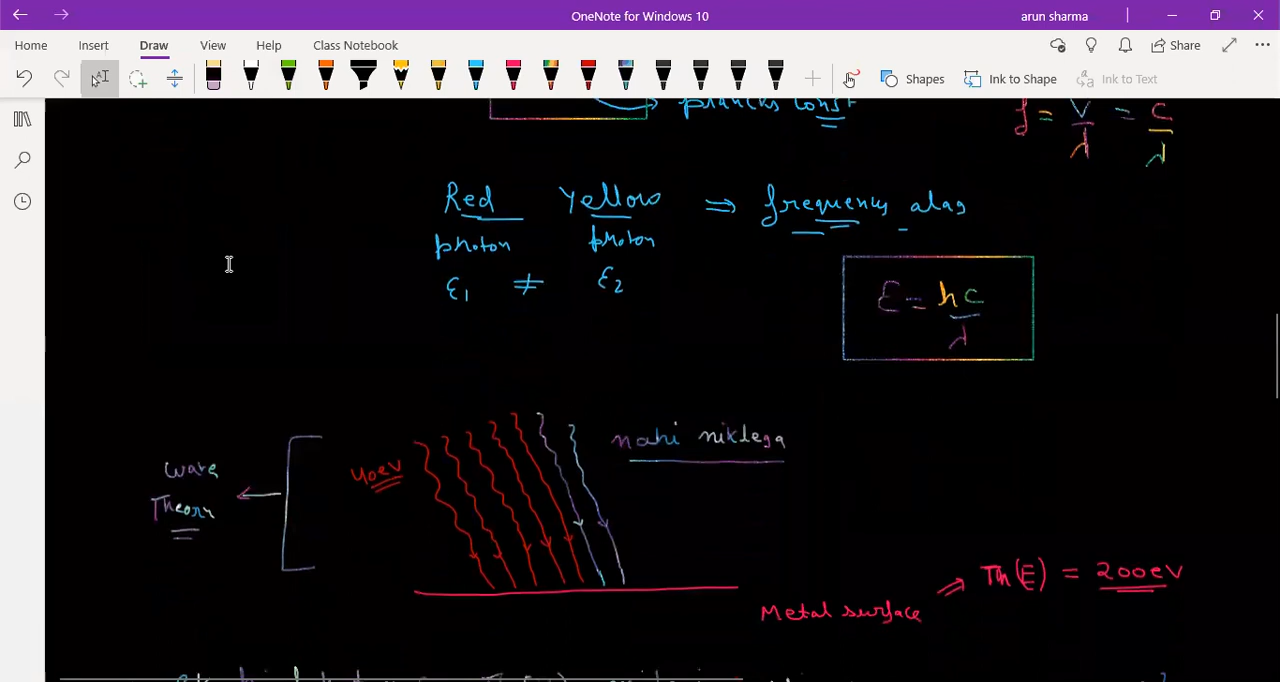 OneNote for Windows 10
arun sharma
Home Insert Draw View Help Class Notebook
Share
Shapes Ink to Shape Ink to Text
Planck's const
f = V/λ = C/λ
Red Yellow ⇒ frequency alag
photon photon
E1 ≠ E2
E = hc/λ
nahi niklega
wave
Theory
40ev
Th(E) = 200ev
Metal surface